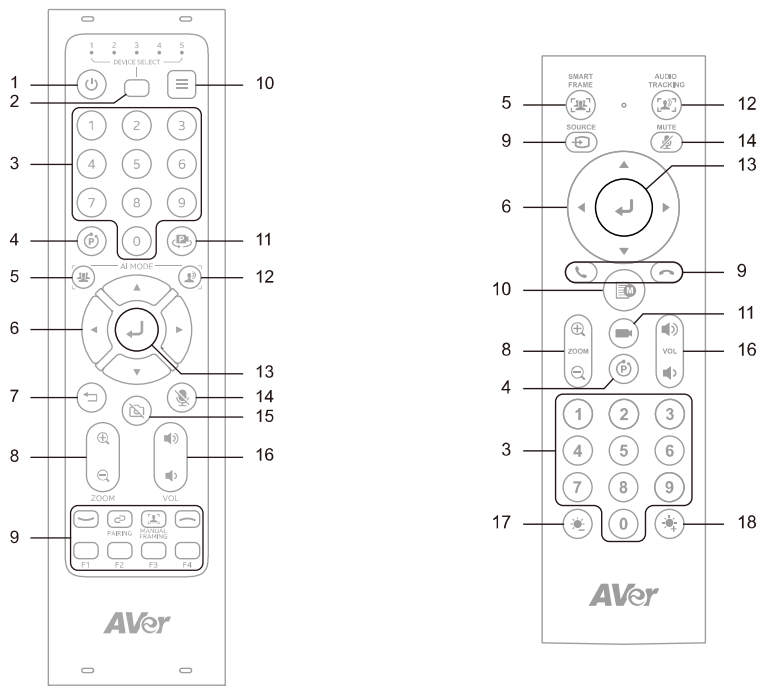 1 2 3 4 5
DEVICE SELECT
1
2
10
1 2 3
3
4 5 6
7 8 9
4
P
0
P
11
AI MODE
5
12
6
13
7
14
15
8
16
ZOOM VOL
9
PAIRING MANUAL FRAMING
F1 F2 F3 F4
AVer
SMART FRAME
AUDIO TRACKING
5
12
SOURCE MUTE
9
14
13
6
9
10
M
11
8
ZOOM VOL
16
4
P
1 2 3
3
4 5 6
7 8 9
17
0
18
AVer